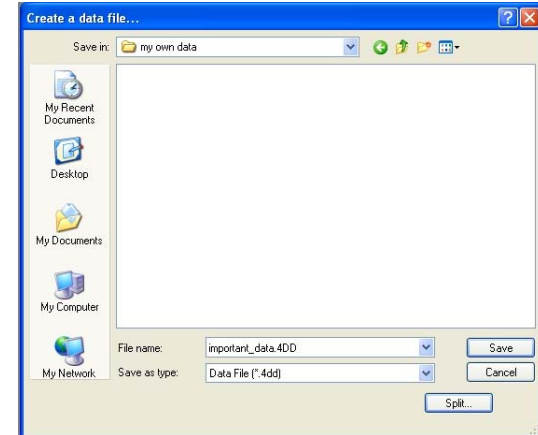 Create a data file...
Save in: my own data
My Recent
Documents
Desktop
My Documents
My Computer
My Network
File name: important_data.4DD Save
Save as type: Data File (*.4dd) Cancel
Split...